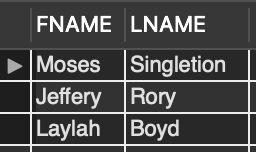 FNAME LNAME
Moses Singletion
Jeffery Rory
Laylah Boyd